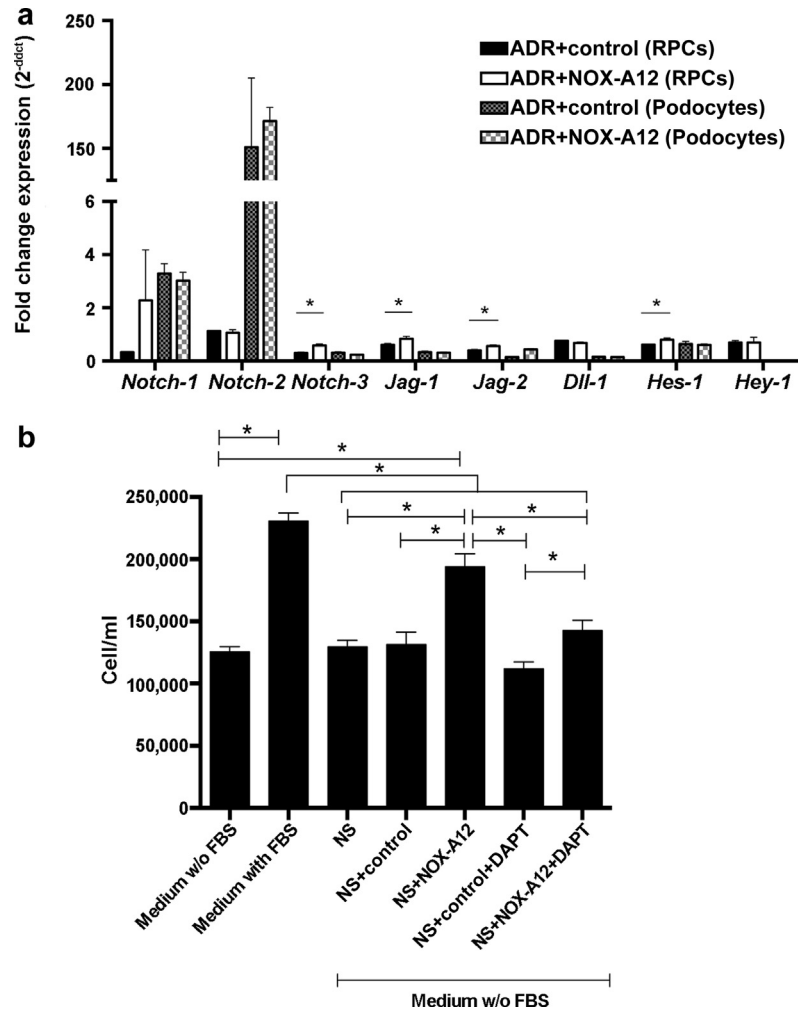 a
Fold change expression (2-ddct)
250
200
150
6
4
2
0
ADR+control (RPCs)
ADR+NOX-A12 (RPCs)
ADR+control (Podocytes)
ADR+NOX-A12 (Podocytes)
* * * *
Notch-1 Notch-2 Notch-3 Jag-1 Jag-2 Dll-1 Hes-1 Hey-1
b
Cell/ml
250,000
200,000
150,000
100,000
50,000
0
*
*
*
* *
* *
*
Medium w/o FBS
Medium with FBS
NS
NS+control
NS+NOX-A12
NS+control+DAPT
NS+NOX-A12+DAPT
Medium w/o FBS